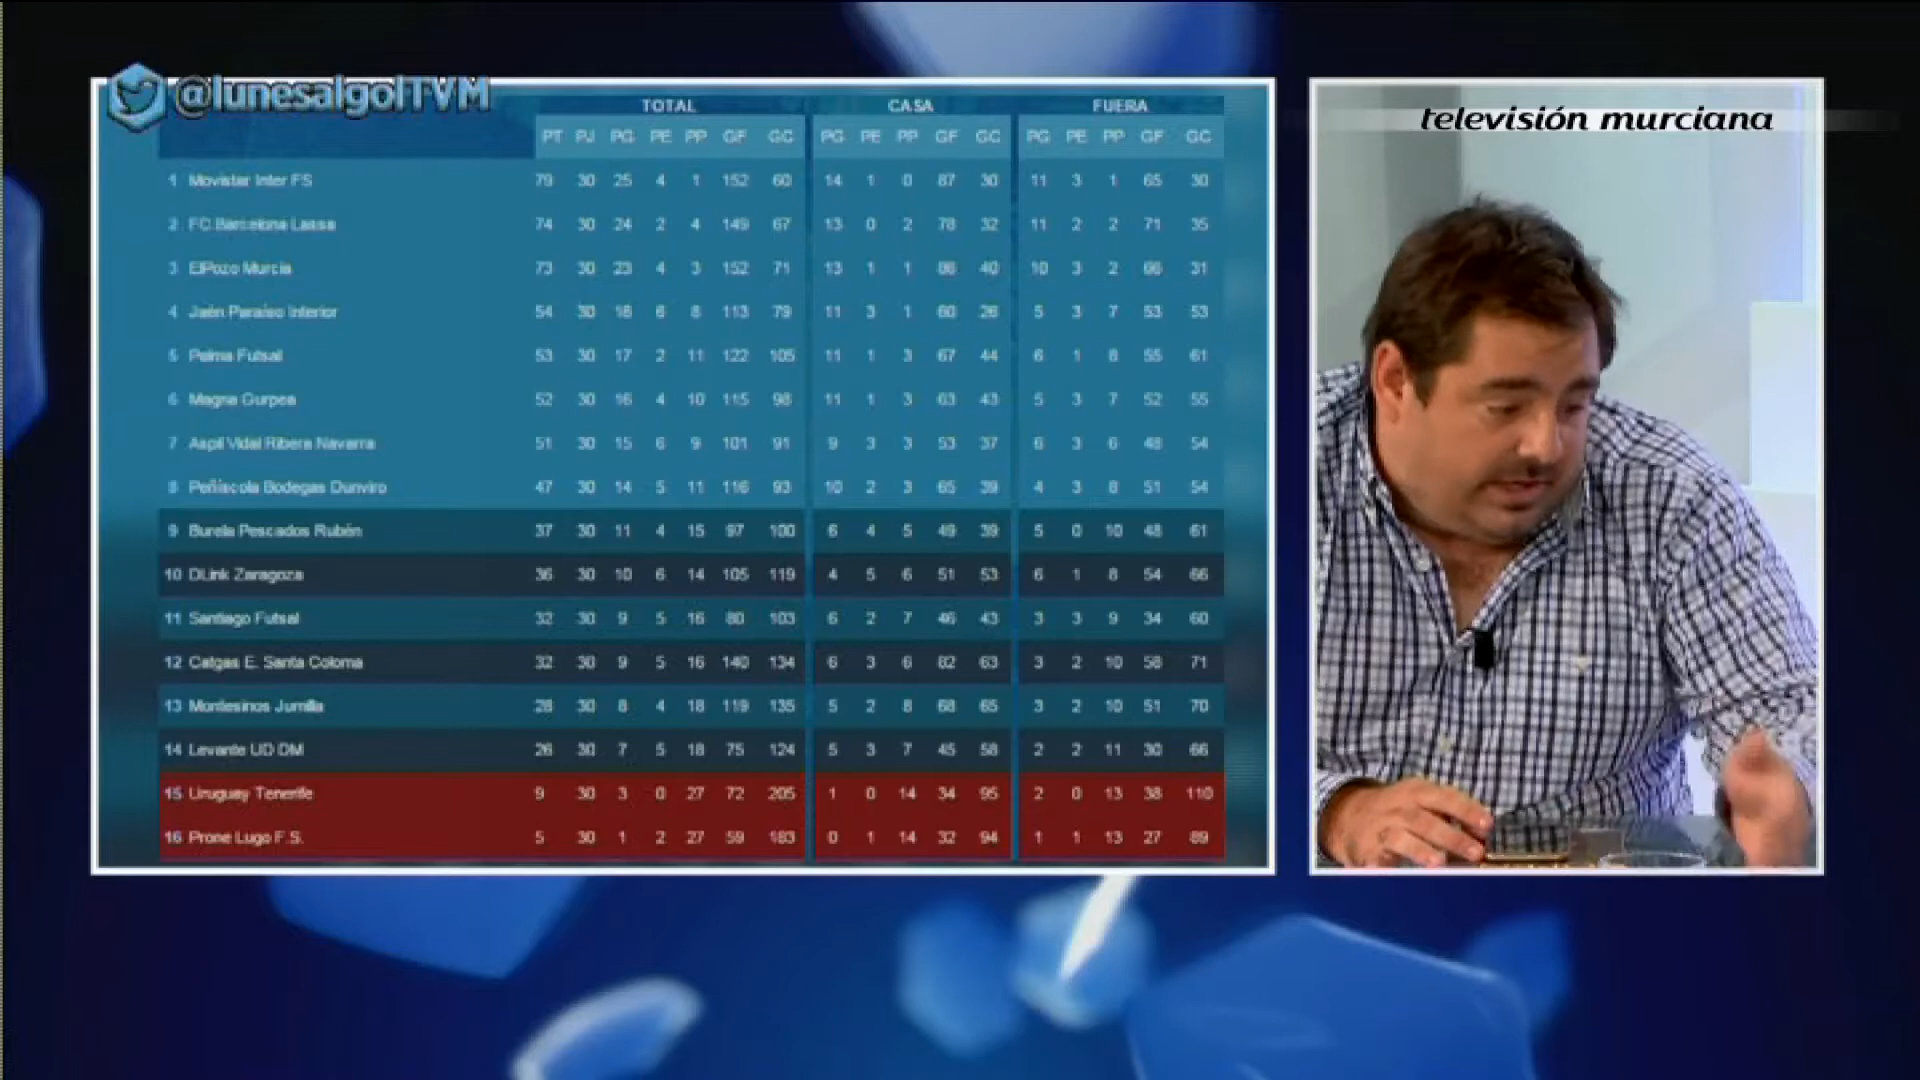 @lunesalgolTVM
televisión murciana
TOTAL CASA FUERA
PT PJ PG PE PP GF GC PG PE PP GF GC PG PE PP GF GC
1 Movistar Inter FS 79 30 25 4 1 152 60 14 1 0 87 30 11 3 1 65 30
2 FC Barcelona Lassa 74 30 24 2 4 149 67 13 0 2 78 32 11 2 2 71 35
3 ElPozo Murcia 73 30 23 4 3 152 71 13 1 1 86 40 10 3 2 66 31
4 Jaén Paraíso Interior 54 30 16 6 8 113 79 11 3 1 60 26 5 3 7 53 53
5 Palma Futsal 53 30 17 2 11 122 105 11 1 3 67 44 6 1 8 55 61
6 Magna Gurpea 52 30 16 4 10 115 98 11 1 3 63 43 5 3 7 52 55
7 Aspil Vidal Ribera Navarra 51 30 15 6 9 101 91 9 3 3 53 37 6 3 6 48 54
8 Peñíscola Bodegas Dunviro 47 30 14 5 11 116 93 10 2 3 65 39 4 3 8 51 54
9 Burela Pescados Rubén 37 30 11 4 15 97 100 6 4 5 49 39 5 0 10 48 61
10 DLink Zaragoza 36 30 10 6 14 105 119 4 5 6 51 53 6 1 8 54 66
11 Santiago Futsal 32 30 9 5 16 80 103 6 2 7 46 43 3 3 9 34 60
12 Catgas E. Santa Coloma 32 30 9 5 16 140 134 6 3 6 82 63 3 2 10 58 71
13 Montesinos Jumilla 28 30 8 4 18 119 135 5 2 8 68 65 3 2 10 51 70
14 Levante UD DM 26 30 7 5 18 75 124 5 3 7 45 58 2 2 11 30 66
15 Uruguay Tenerife 9 30 3 0 27 72 205 1 0 14 34 95 2 0 13 38 110
16 Prone Lugo F.S. 5 30 1 2 27 59 183 0 1 14 32 94 1 1 13 27 89